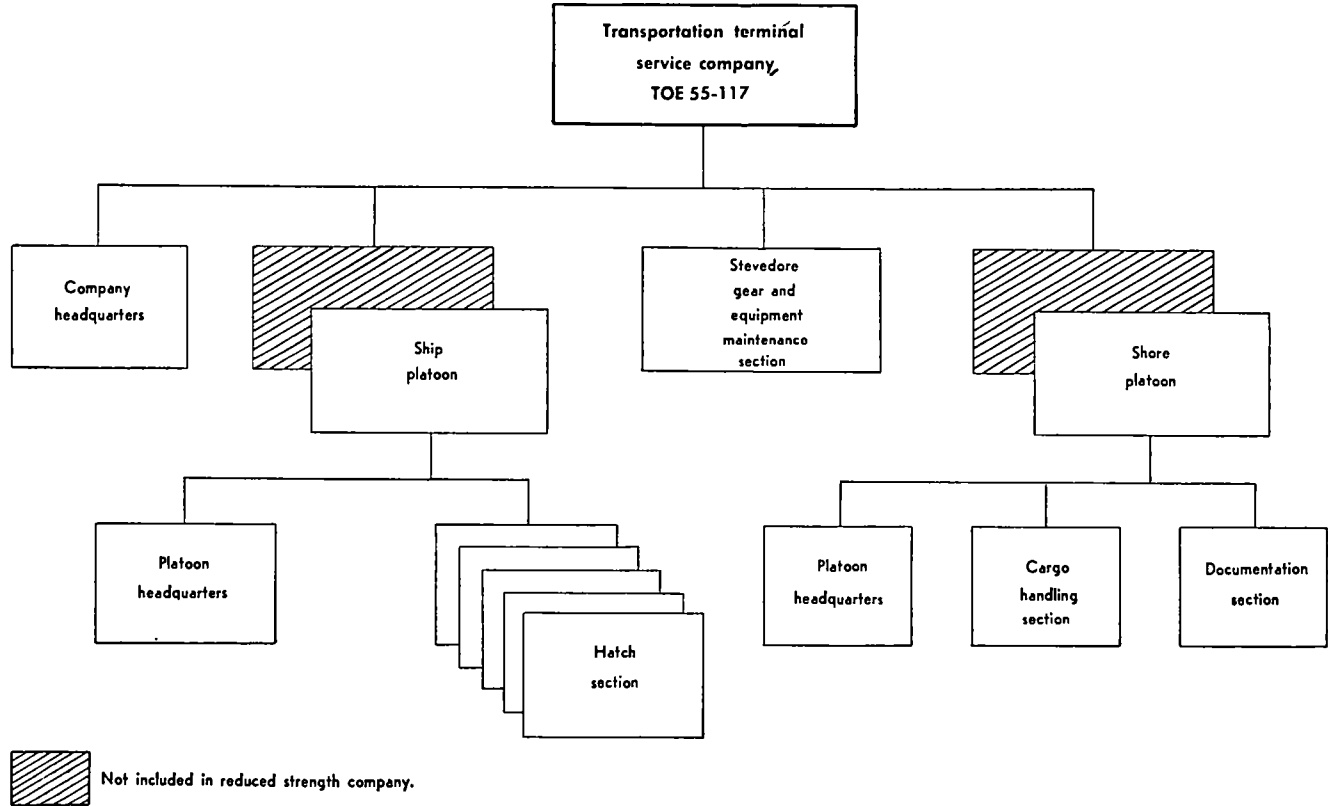 Transportation terminal
service company
TOE 55-117
Company
headquarters
Ship
platoon
Stevedore
gear and
equipment
maintenance
section
Shore
platoon
Platoon
headquarters
Hatch
section
Platoon
headquarters
Cargo
handling
section
Documentation
section
Not included in reduced strength company.